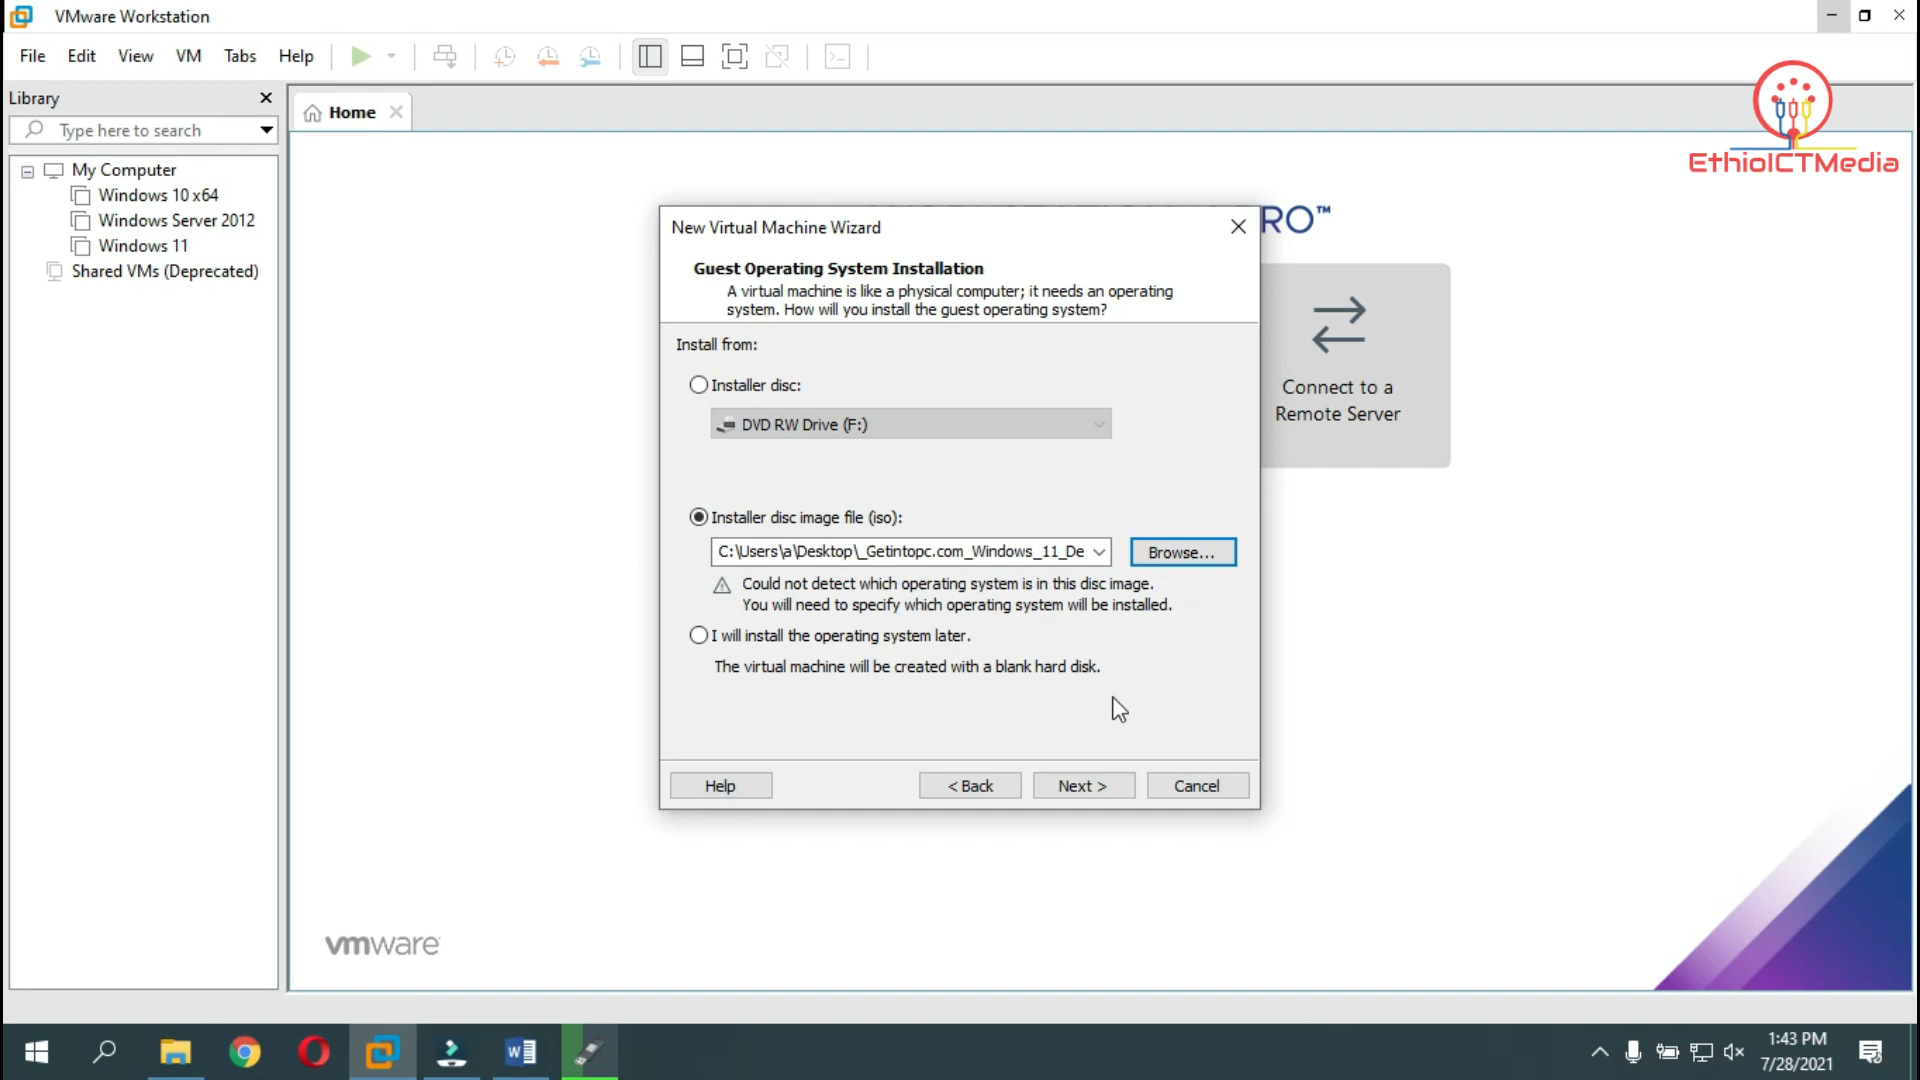 VMware Workstation
File Edit View VM Tabs Help
Library
Home
Type here to search
My Computer
Windows 10 x64
Windows Server 2012
Windows 11
Shared VMs (Deprecated)
EthioICTMedia
RO™
New Virtual Machine Wizard
Guest Operating System Installation
A virtual machine is like a physical computer; it needs an operating
system. How will you install the guest operating system?
Install from:
Installer disc:
DVD RW Drive (F:)
Connect to a
Remote Server
Installer disc image file (iso):
C:\Users\a\Desktop\_Getintopc.com_Windows_11_De
Browse...
Could not detect which operating system is in this disc image.
You will need to specify which operating system will be installed.
I will install the operating system later.
The virtual machine will be created with a blank hard disk.
Help < Back Next > Cancel
vmware
1:43 PM
7/28/2021